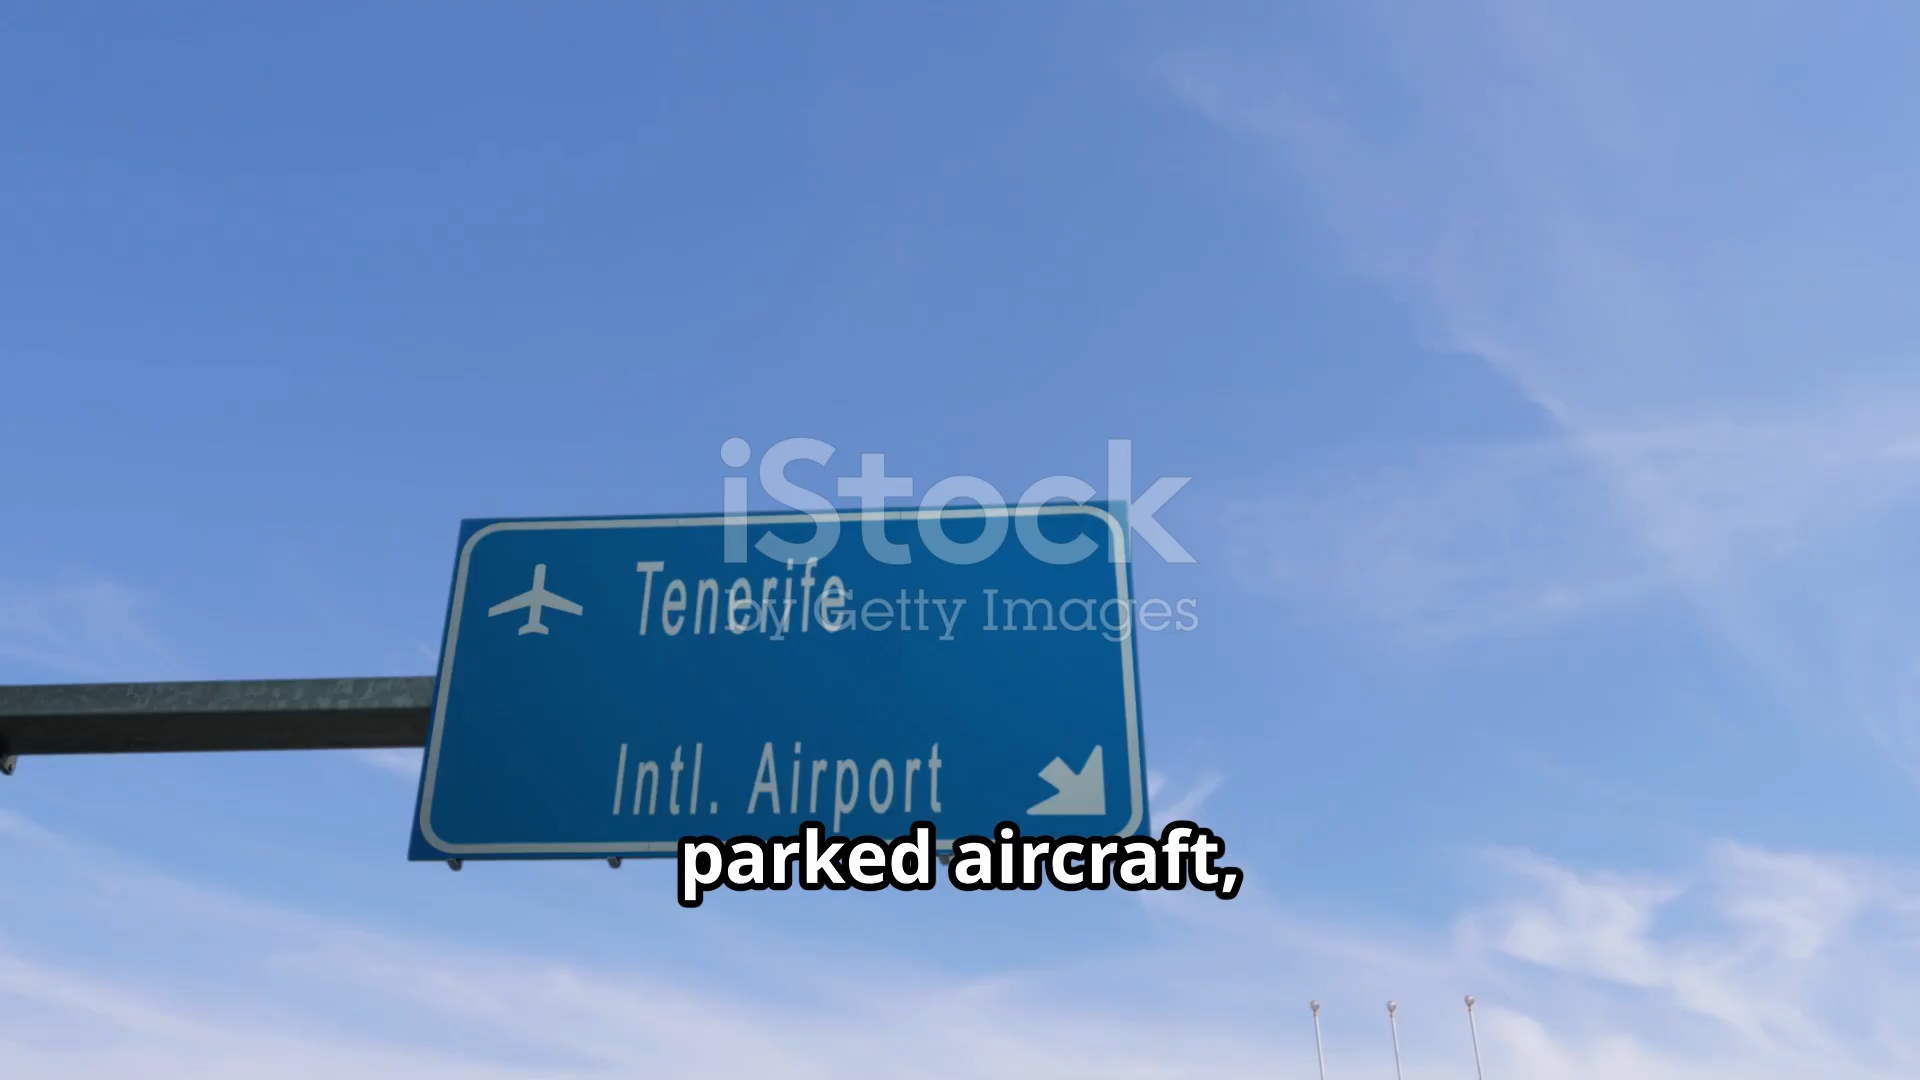 iStock
Tenerife
by Getty Images
Intl. Airport
parked aircraft,